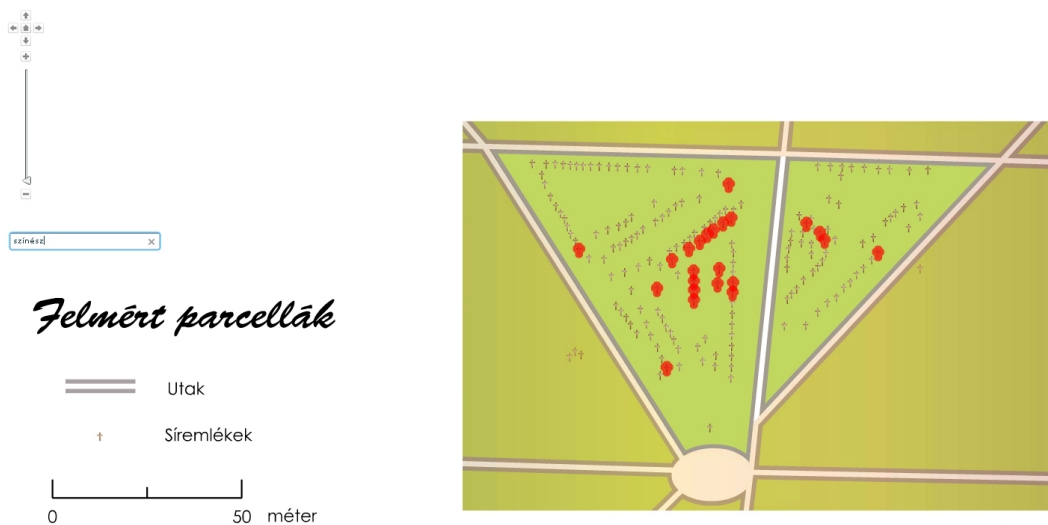 színész
Felmért parcellák
Utak
Síremlékek
0 50 méter